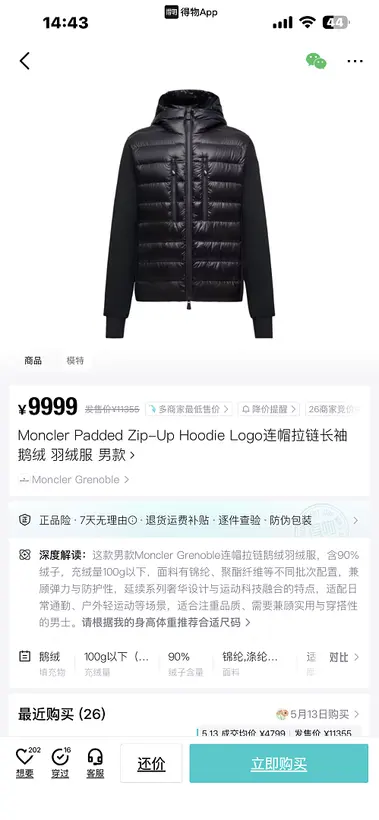 14:43
得物App
44
商品
模特
¥9999 发售价¥11355 多商家最低售价 降价提醒 26商家竞价
Moncler Padded Zip-Up Hoodie Logo连帽拉链长袖
鹅绒 羽绒服 男款
Moncler Grenoble
正品险 · 7天无理由 · 退货运费补贴 · 逐件查验 · 防伪包装
深度解读：这款男款Moncler Grenoble连帽拉链鹅绒羽绒服，含90%
绒子，充绒量100g以下，面料有锦纶、聚酯纤维等不同批次配置，兼
顾弹力与防护性，延续系列奢华设计与运动科技融合的特点，适配日
常通勤、户外轻运动等场景，适合注重品质、需要兼顾实用与穿搭性
的男士。请根据我的身高体重推荐合适尺码
鹅绒 100g以下（... 90% 锦纶,涤纶... 适 对比
填充物 充绒量 绒子含量 面料
最近购买 (26) 5月13日购买
5.13 成交均价 ¥4799 发售价 ¥11355
202
16
想要
穿过
客服
还价
立即购买